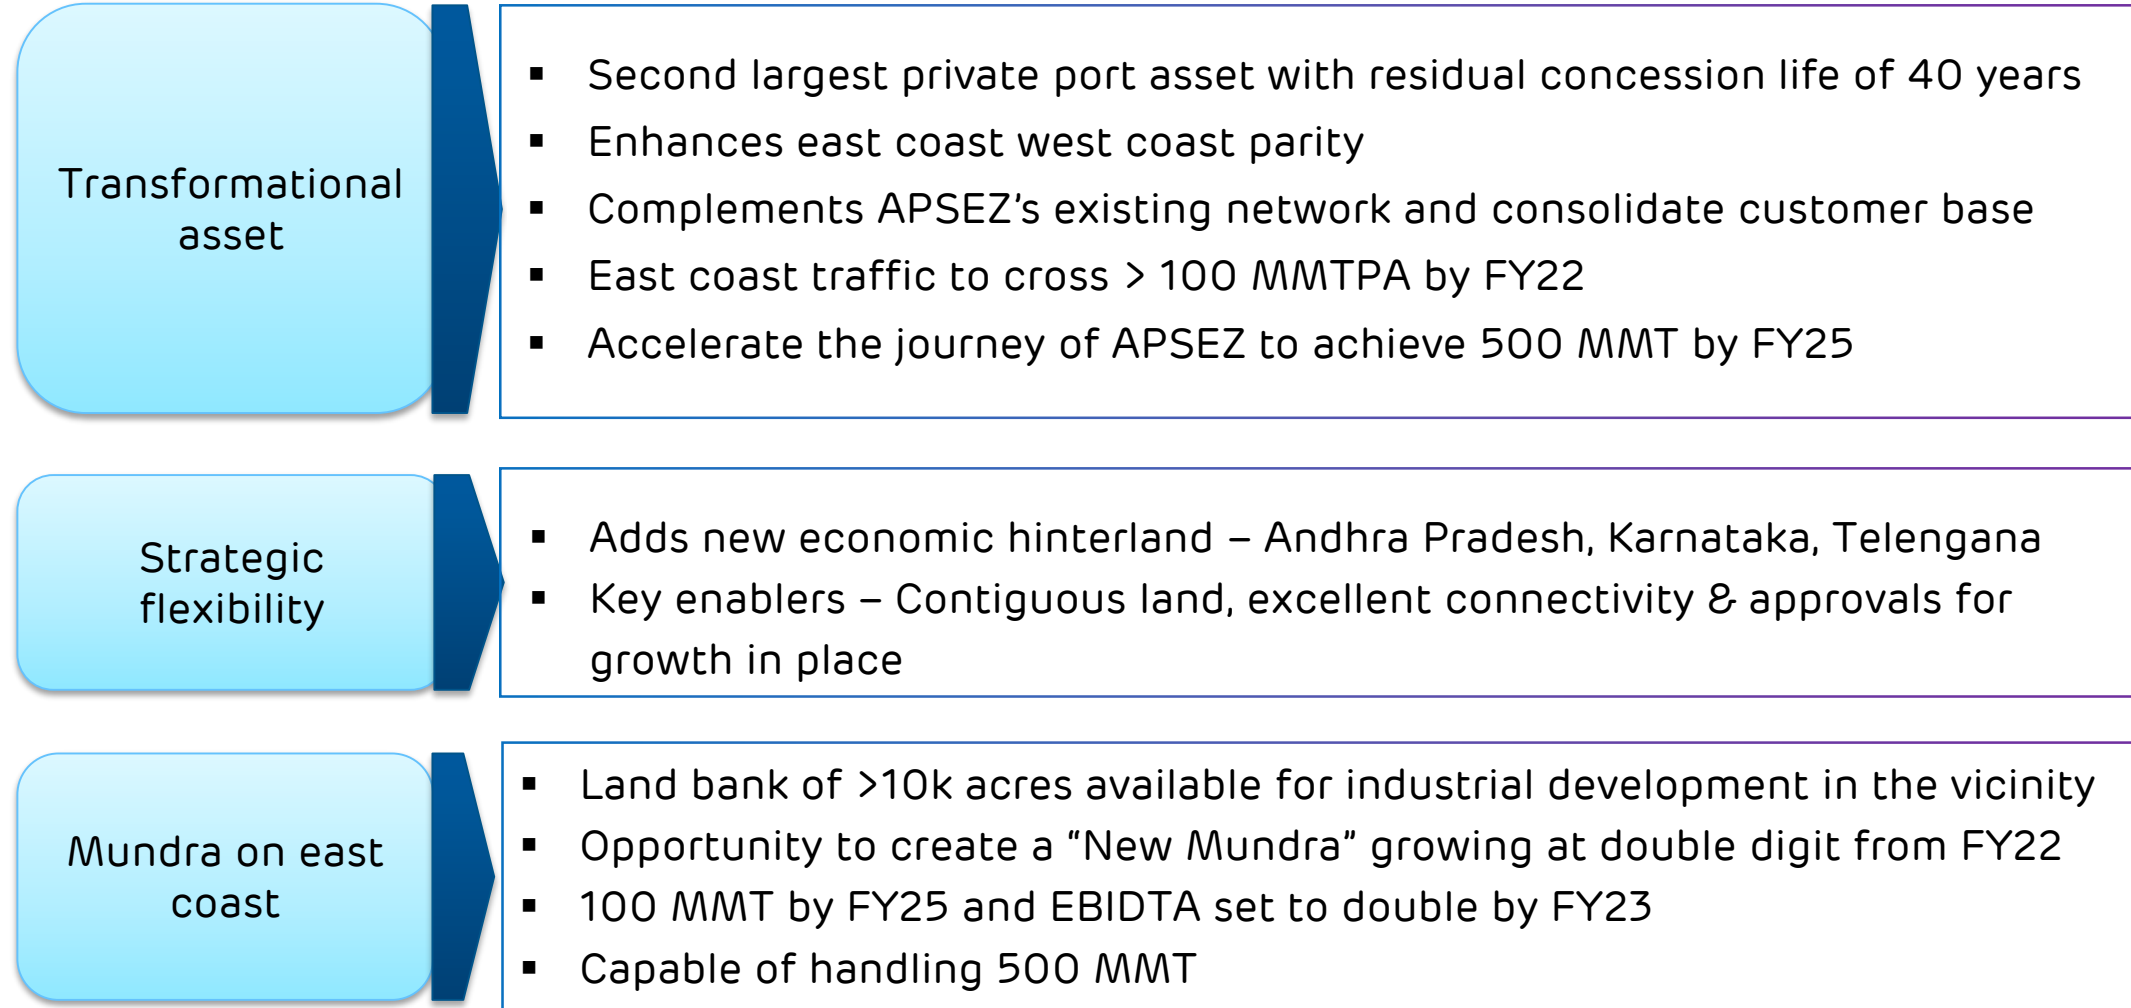 Transformational
asset
▪ Second largest private port asset with residual concession life of 40 years
▪ Enhances east coast west coast parity
▪ Complements APSEZ’s existing network and consolidate customer base
▪ East coast traffic to cross > 100 MMTPA by FY22
▪ Accelerate the journey of APSEZ to achieve 500 MMT by FY25
Strategic
flexibility
▪ Adds new economic hinterland – Andhra Pradesh, Karnataka, Telengana
▪ Key enablers – Contiguous land, excellent connectivity & approvals for
growth in place
Mundra on east
coast
▪ Land bank of >10k acres available for industrial development in the vicinity
▪ Opportunity to create a “New Mundra” growing at double digit from FY22
▪ 100 MMT by FY25 and EBIDTA set to double by FY23
▪ Capable of handling 500 MMT